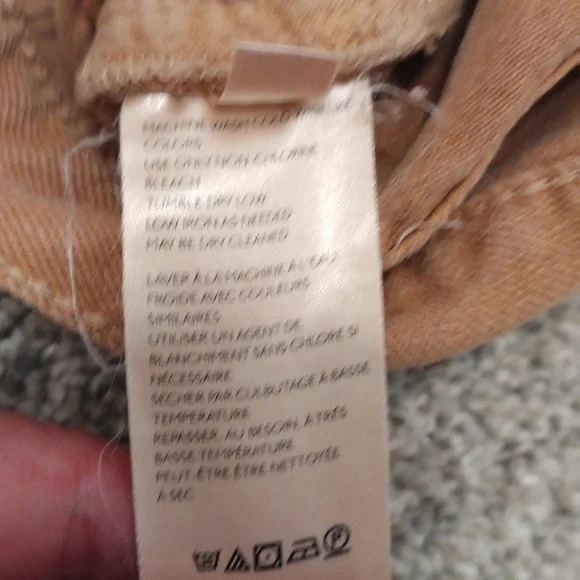 MACHINE WASH COLD W/ LIKE
COLORS
USE ONLY NON-CHLORINE
BLEACH
TUMBLE DRY LOW
LOW IRON AS NEEDED
MAY BE DRY CLEANED
LAVER À LA MACHINE À L'EAU
FROIDE AVEC COULEURS
SIMILAIRES
UTILISER UN AGENT DE
BLANCHIMENT SANS CHLORE SI
NÉCESSAIRE
SÉCHER PAR CULBUTAGE À BASSE
TEMPÉRATURE
REPASSER, AU BESOIN, À TRÈS
BASSE TEMPÉRATURE
PEUT-ÊTRE ÊTRE NETTOYÉE
À SEC
P